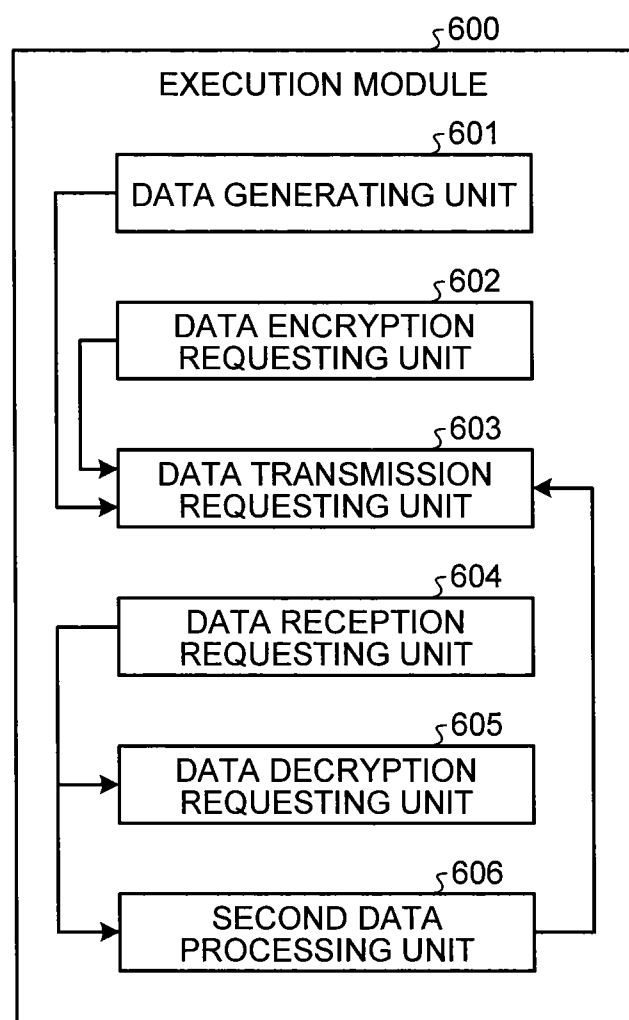 600
EXECUTION MODULE
601
DATA GENERATING UNIT
602
DATA ENCRYPTION
REQUESTING UNIT
603
DATA TRANSMISSION
REQUESTING UNIT
604
DATA RECEPTION
REQUESTING UNIT
605
DATA DECRYPTION
REQUESTING UNIT
606
SECOND DATA
PROCESSING UNIT